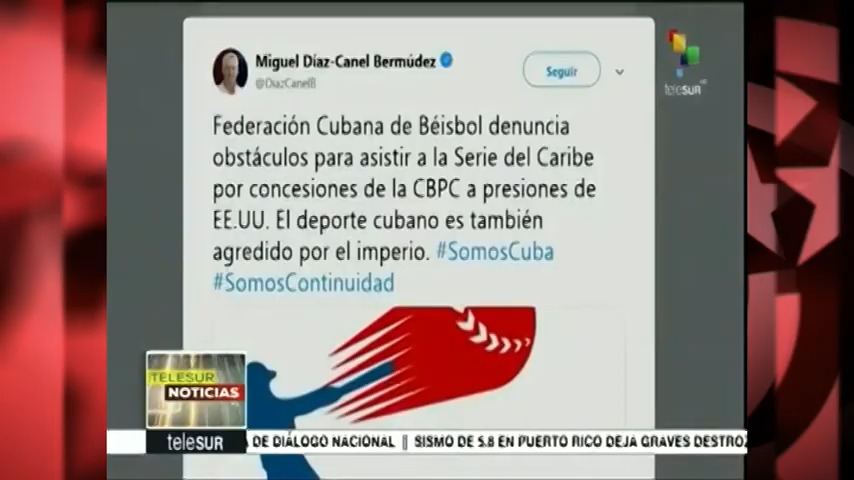 Miguel Díaz-Canel Bermúdez
@DiazCanelB
Seguir
teleSUR
Federación Cubana de Béisbol denuncia
obstáculos para asistir a la Serie del Caribe
por concesiones de la CBPC a presiones de
EE.UU. El deporte cubano es también
agredido por el imperio. #SomosCuba
#SomosContinuidad
TELESUR
NOTICIAS
teleSUR
DE DIÁLOGO NACIONAL || SISMO DE 5.8 EN PUERTO RICO DEJA GRAVES DESTROZ